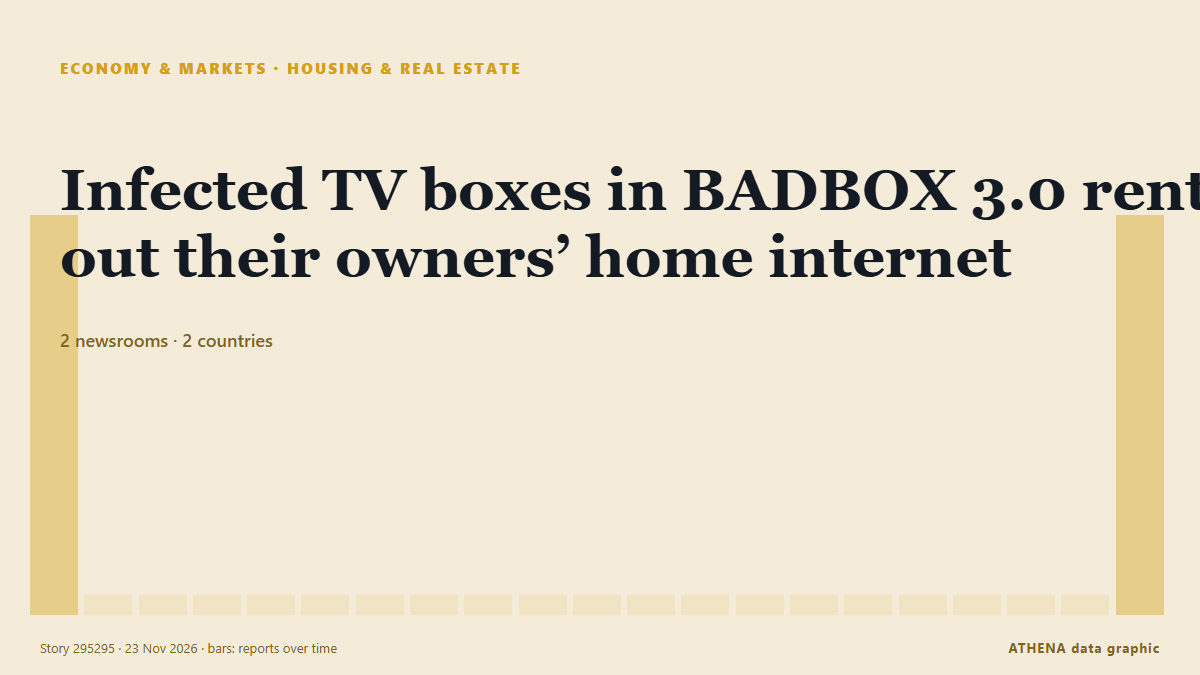 ECONOMY & MARKETS · HOUSING & REAL ESTATE
Infected TV boxes in BADBOX 3.0 rent
out their owners’ home internet
2 newsrooms · 2 countries
Story 295295 · 23 Nov 2026 · bars: reports over time
ATHENA data graphic